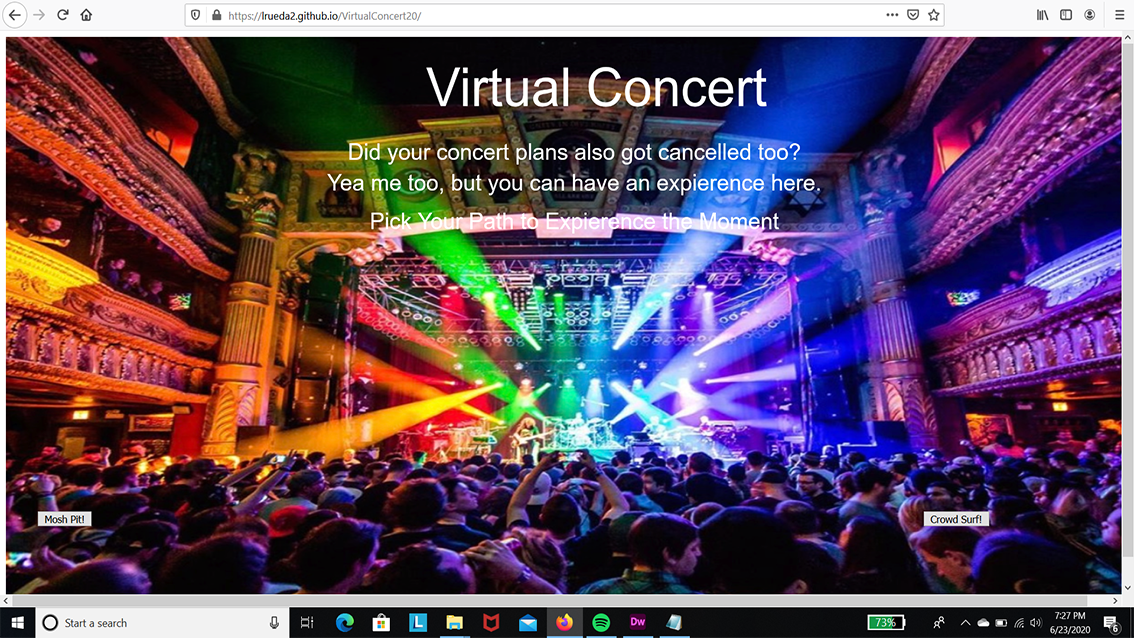 https://lrueda2.github.io/VirtualConcert20/
Virtual Concert
Did your concert plans also got cancelled too?
Yea me too, but you can have an expierence here.
Pick Your Path to Expierence the Moment
Mosh Pit!
Crowd Surf!
Start a search
L
Dw
73%
7:27 PM
6/23/2020
6